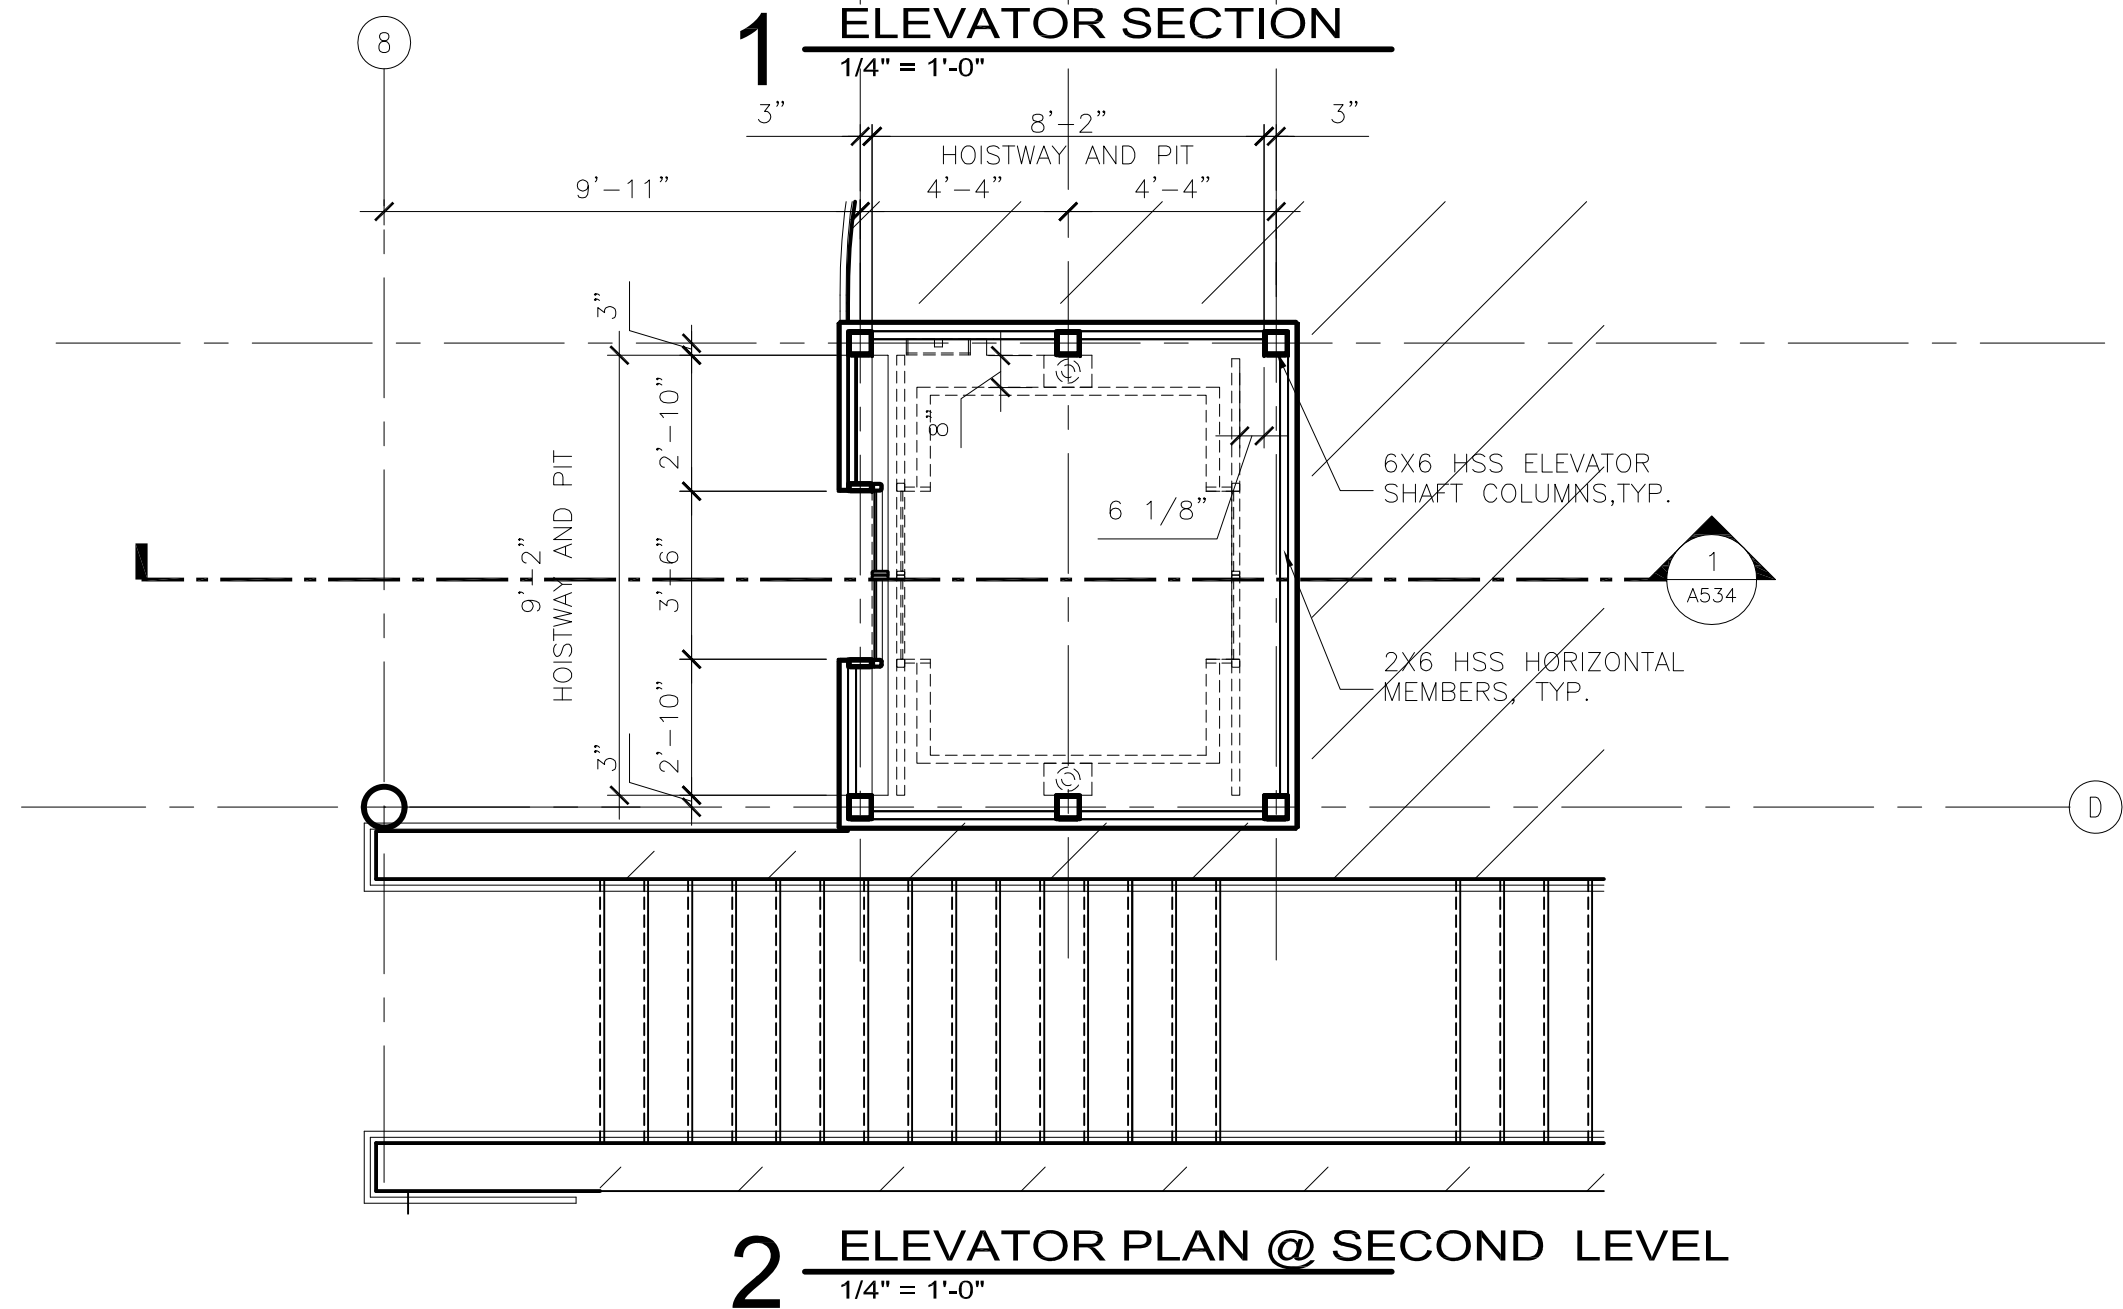 1 ELEVATOR SECTION
1/4" = 1'-0"
8
3"
8'-2"
3"
HOISTWAY AND PIT
9'-11"
4'-4"
4'-4"
3"
2'-10"
8"
6X6 HSS ELEVATOR
SHAFT COLUMNS,TYP.
6 1/8"
9'-2"
HOISTWAY AND PIT
3'-6"
1
A534
2X6 HSS HORIZONTAL
MEMBERS, TYP.
2'-10"
3"
D
2 ELEVATOR PLAN @ SECOND LEVEL
1/4" = 1'-0"